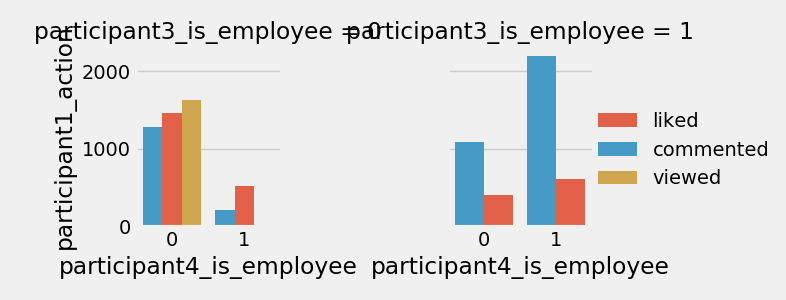 participant3_is_employee = 0
participant3_is_employee = 1
participant1_action
2000
1000
0
0
1
0
1
participant4_is_employee
participant4_is_employee
liked
commented
viewed